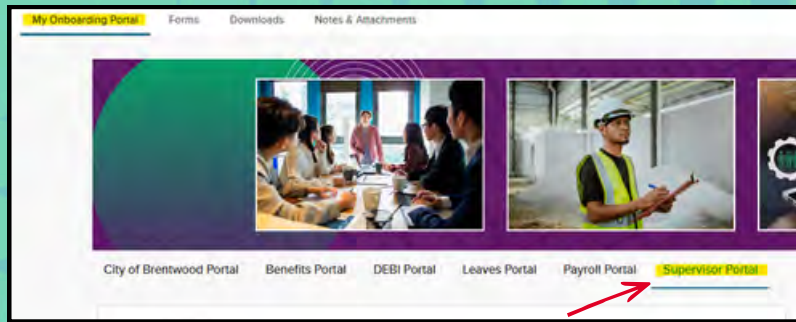 My Onboarding Portal Forms Downloads Notes & Attachments
City of Brentwood Portal Benefits Portal DEBI Portal Leaves Portal Payroll Portal Supervisor Portal